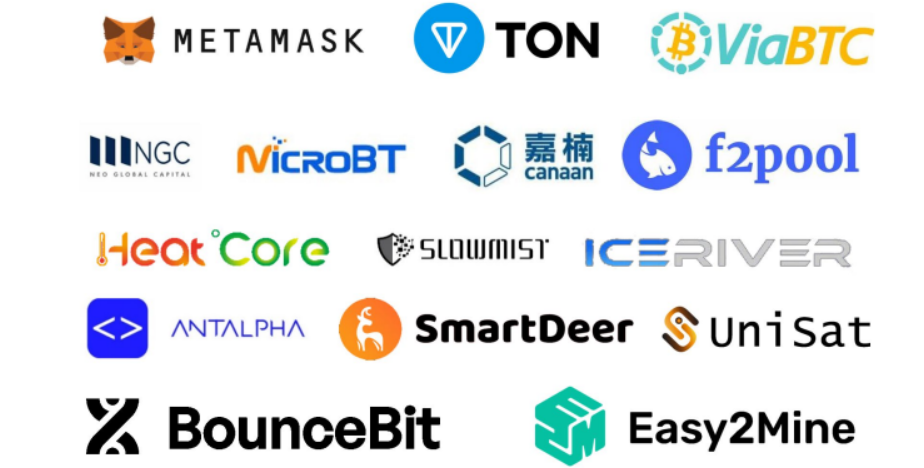 METAMASK TON ViaBTC
NGC MicroBT 嘉楠 f2pool
NEO GLOBAL CAPITAL canaan
Heat°Core SLOWMIST ICERIVER
<> ANTALPHA SmartDeer UniSat
BounceBit Easy2Mine